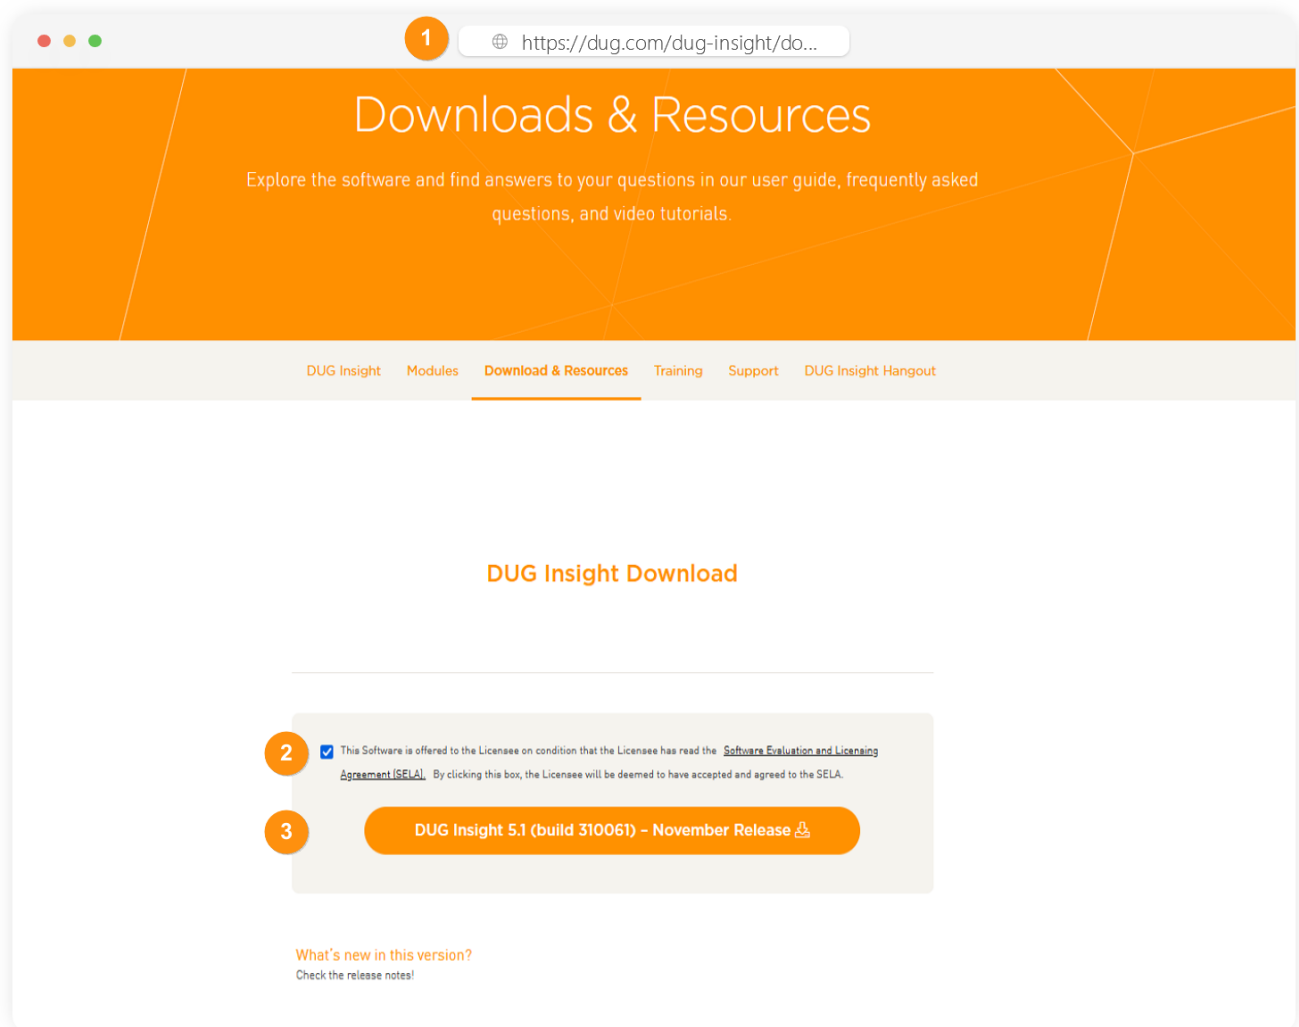 1
https://dug.com/dug-insight/do...
Downloads & Resources
Explore the software and find answers to your questions in our user guide, frequently asked
questions, and video tutorials.
DUG Insight Modules Download & Resources Training Support DUG Insight Hangout
DUG Insight Download
2
This Software is offered to the Licensee on condition that the Licensee has read the Software Evaluation and Licensing
Agreement (SELA). By clicking this box, the Licensee will be deemed to have accepted and agreed to the SELA.
3
DUG Insight 5.1 (build 310061) – November Release
What's new in this version?
Check the release notes!